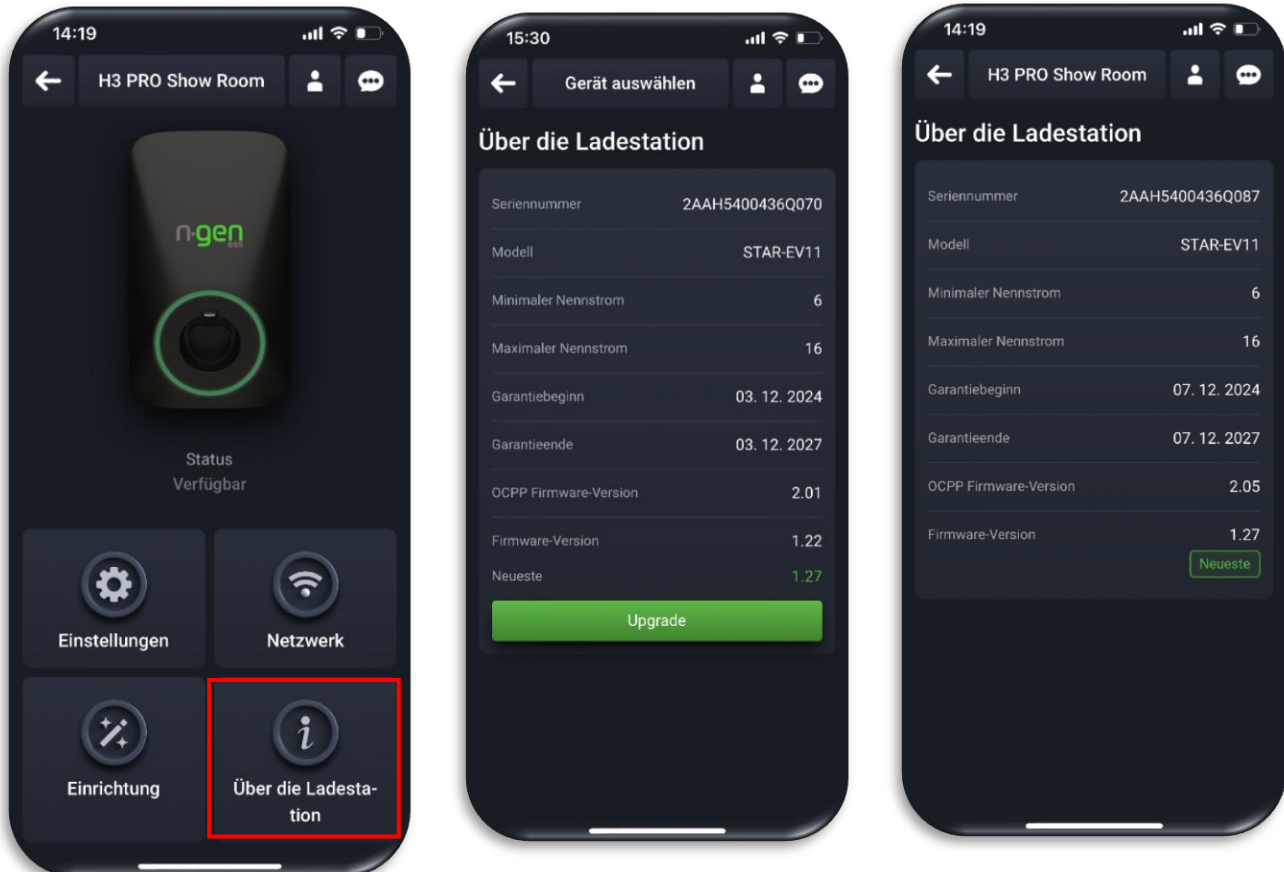 14:19
H3 PRO Show Room
n·gen
ess
Status
Verfügbar
Einstellungen
Netzwerk
Einrichtung
Über die Ladesta-
tion
15:30
Gerät auswählen
Über die Ladestation
Seriennummer 2AAH5400436Q070
Modell STAR-EV11
Minimaler Nennstrom 6
Maximaler Nennstrom 16
Garantiebeginn 03. 12. 2024
Garantieende 03. 12. 2027
OCPP Firmware-Version 2.01
Firmware-Version 1.22
Neueste 1.27
Upgrade
14:19
H3 PRO Show Room
Über die Ladestation
Seriennummer 2AAH5400436Q087
Modell STAR-EV11
Minimaler Nennstrom 6
Maximaler Nennstrom 16
Garantiebeginn 07. 12. 2024
Garantieende 07. 12. 2027
OCPP Firmware-Version 2.05
Firmware-Version 1.27
Neueste